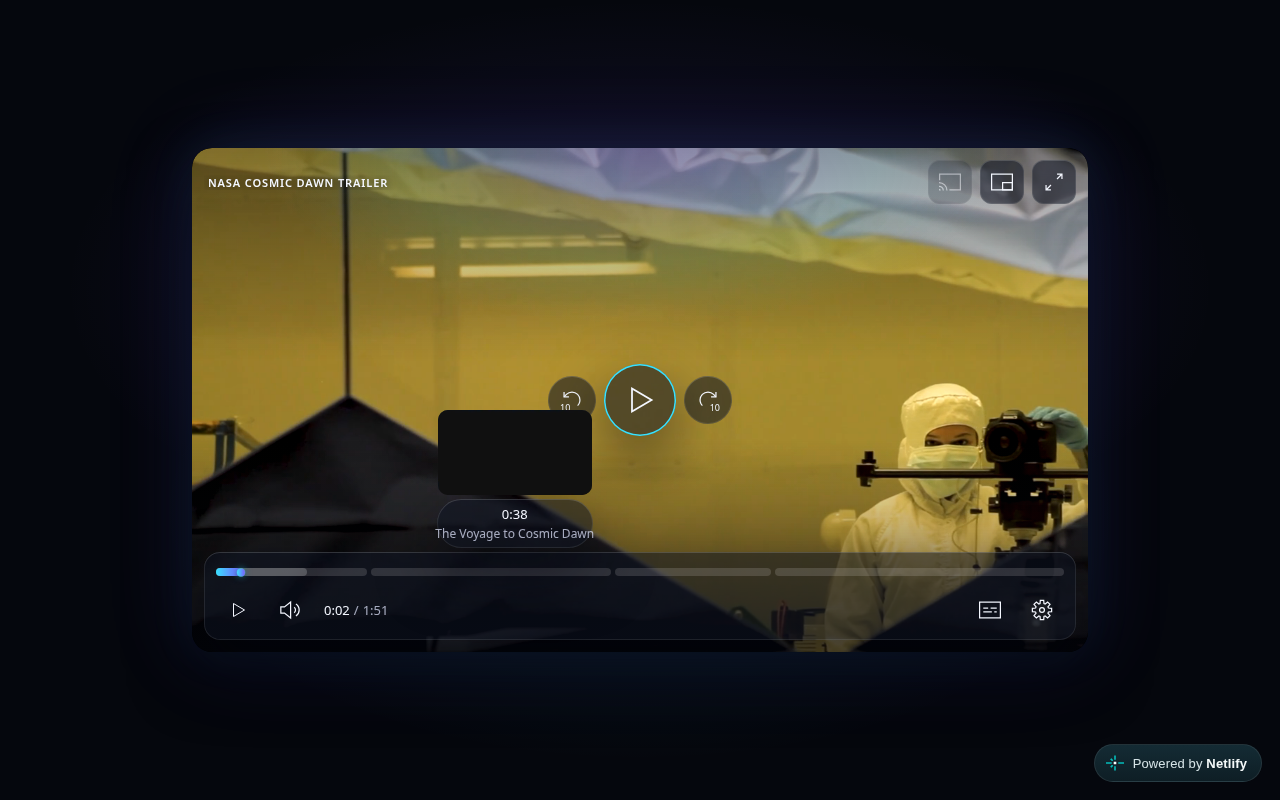 NASA COSMIC DAWN TRAILER
10
10
0:38
The Voyage to Cosmic Dawn
0:02 / 1:51
Powered by Netlify